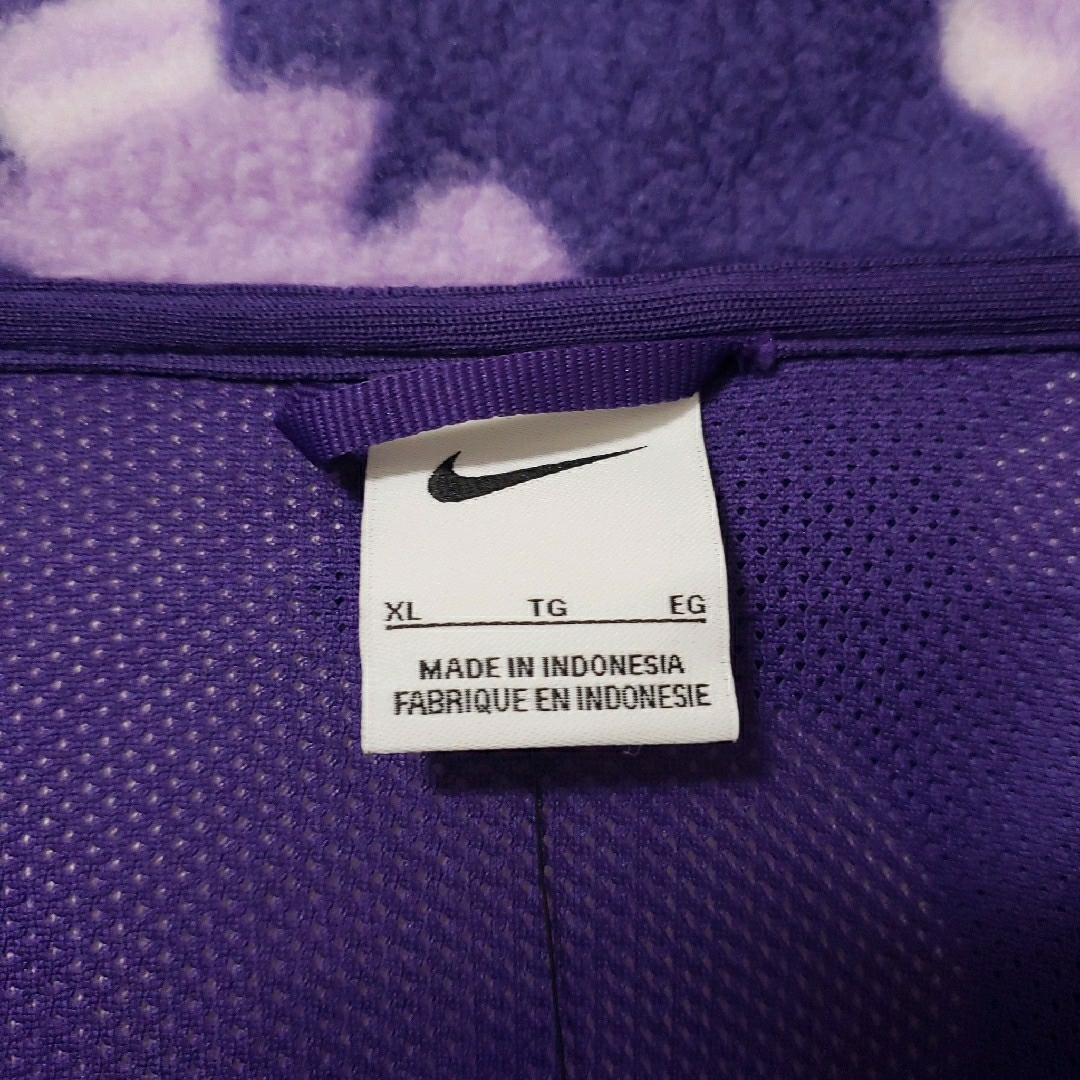 XL TG EG
MADE IN INDONESIA
FABRIQUE EN INDONESIE